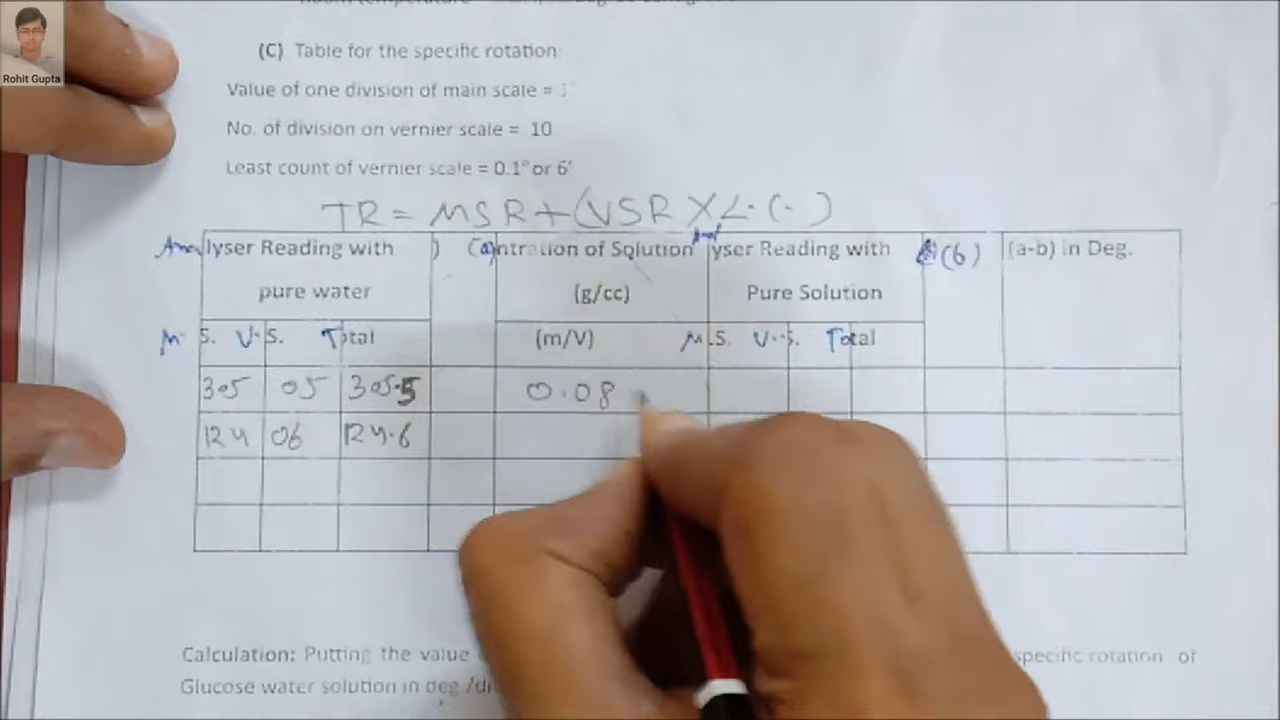 Rohit Gupta
(C) Table for the specific rotation
Value of one division of main scale =
No. of division on vernier scale = 10
Least count of vernier scale = 0.1° or 6'
TR = MSR + (VSR X L.C. )
Analyser Reading with pure water
) (a)
ntration of Solution (g/cc)
lyser Reading with Pure Solution
(b)
(a-b) in Deg.
M.S. V.S. Total (m/V) M.S. V.S. Total
305 05 305.5 0.08
124 06 124.6
Calculation: Putting the value specific rotation of
Glucose water solution in deg